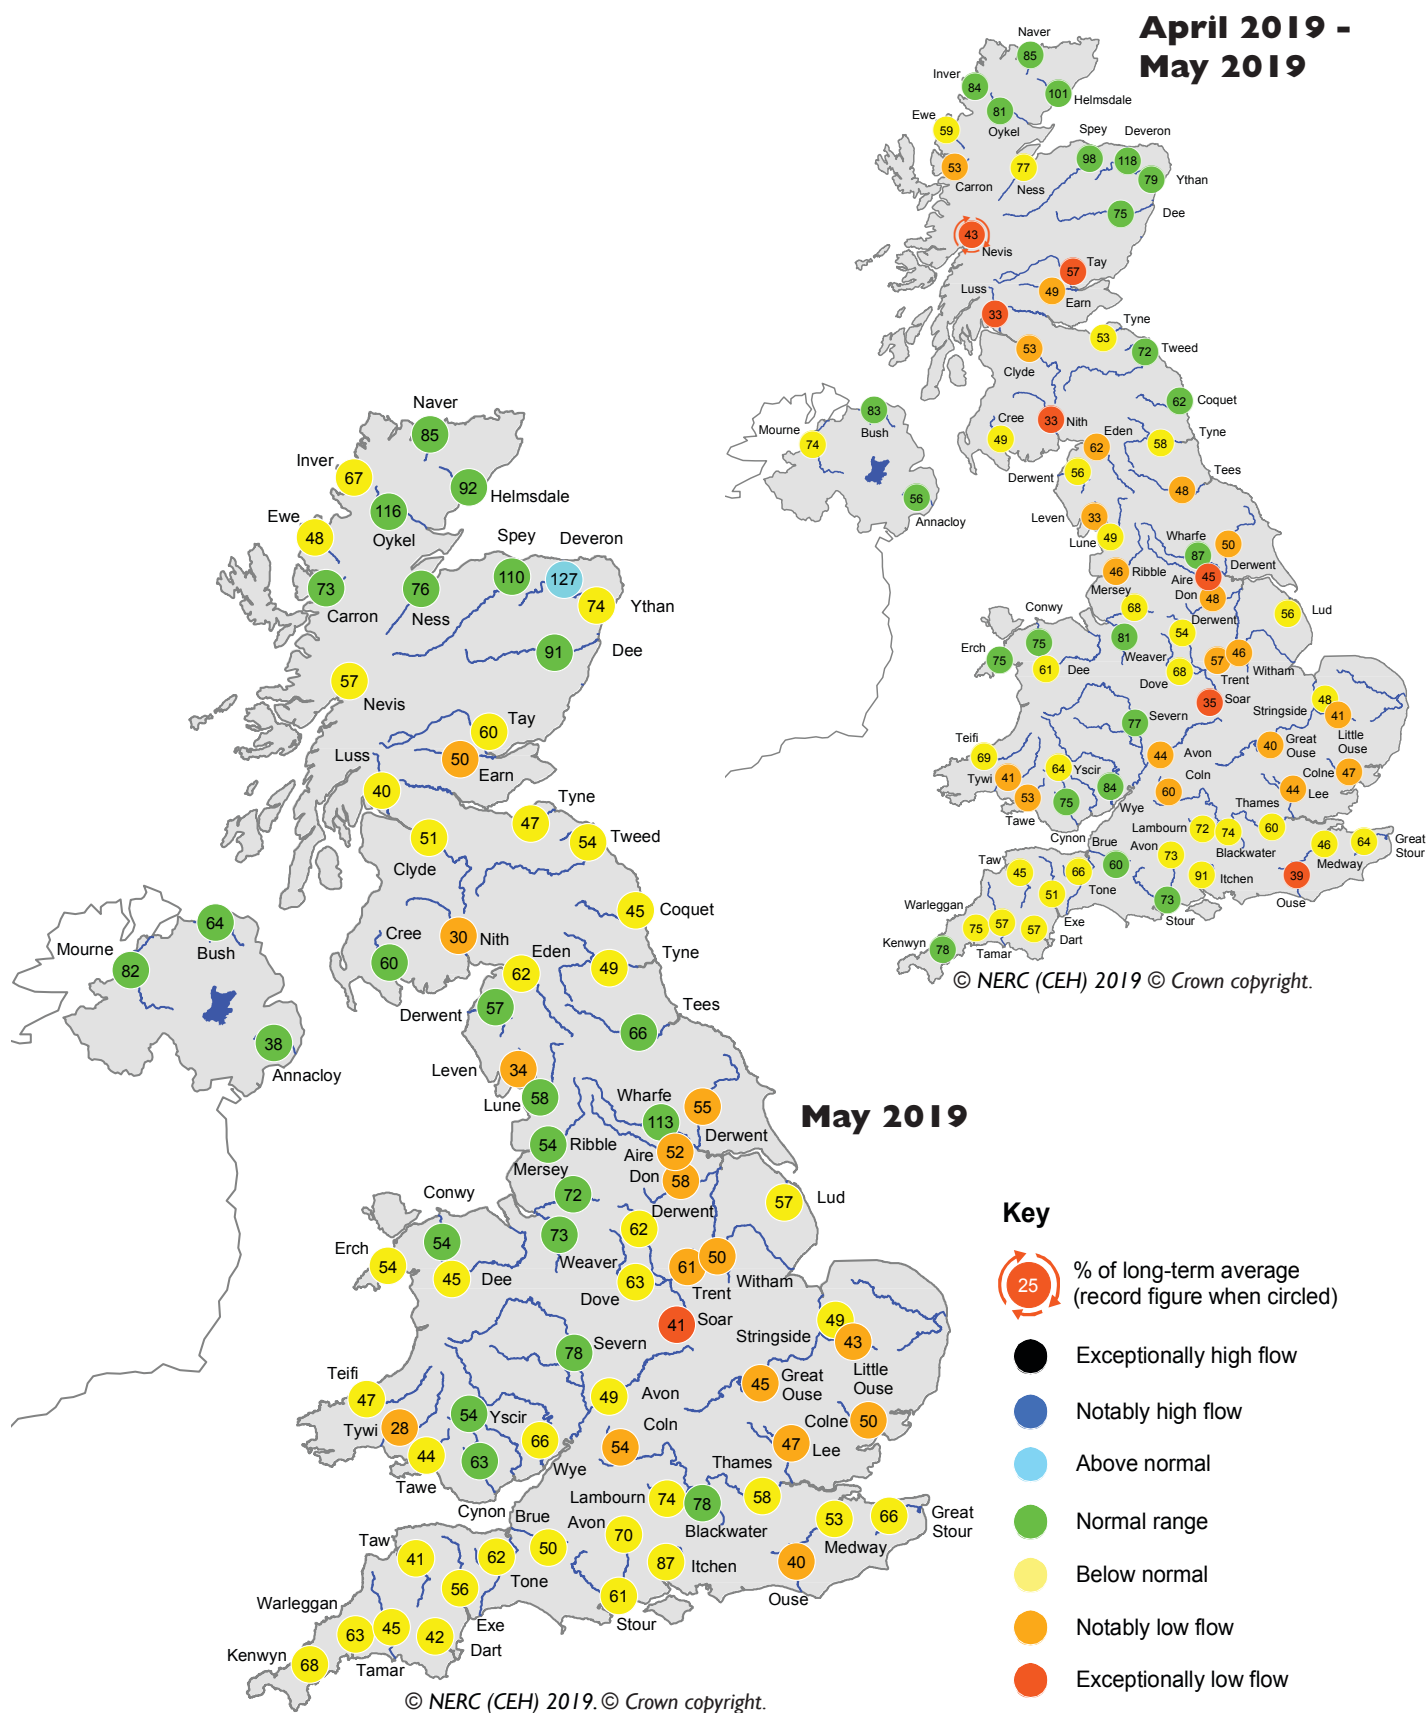 April 2019 -
May 2019
Naver
85
Inver
84
101
Helmsdale
81
Oykel
Ewe
59
Spey
Deveron
98
118
53
Carron
77
Ness
79
Ythan
75
Dee
43
Nevis
57
Tay
Luss
49
Earn
33
Tyne
53
53
Clyde
72
Tweed
83
Bush
62
Coquet
Mourne
74
Cree
49
33
Nith
Eden
62
58
Tyne
Derwent
56
Tees
48
56
Annacloy
Leven
33
Lune
49
Wharfe
87
50
Derwent
46
Ribble
Aire
45
Mersey
68
Don
48
Conwy
75
81
Weaver
Derwent
54
56
Lud
Erch
75
61
Dee
Dove
68
57
Trent
46
Witham
35
Soar
Stringside
48
41
Little
Ouse
77
Severn
40
Great
Ouse
Teifi
69
44
Avon
Tywi
41
64
Yscir
Coln
60
Colne
47
53
Tawe
75
Cynon
84
Wye
Thames
44
Lee
Lambourn
72
74
Blackwater
60
46
Medway
64
Great
Stour
Brue
60
Avon
73
Taw
45
66
Tone
91
Itchen
39
Ouse
51
Exe
73
Stour
Warleggan
75
57
Tamar
57
Dart
Kenwyn
78
© NERC (CEH) 2019 © Crown copyright.
Naver
85
Inver
67
92
Helmsdale
116
Oykel
Ewe
48
Spey
Deveron
110
127
73
Carron
76
Ness
74
Ythan
91
Dee
57
Nevis
60
Tay
Luss
50
Earn
40
Tyne
47
51
Clyde
54
Tweed
64
Bush
45
Coquet
Mourne
82
Cree
60
30
Nith
Eden
62
49
Tyne
Derwent
57
Tees
66
38
Annacloy
Leven
34
Lune
58
Wharfe
113
55
Derwent
May 2019
54
Ribble
Aire
52
Mersey
72
Don
58
Conwy
54
73
Weaver
Derwent
62
57
Lud
Erch
54
45
Dee
Dove
63
61
Trent
50
Witham
41
Soar
Stringside
49
43
Little
Ouse
78
Severn
45
Great
Ouse
Teifi
47
49
Avon
Tywi
28
54
Yscir
Coln
54
Colne
50
44
Tawe
63
Cynon
66
Wye
Thames
47
Lee
Lambourn
74
78
Blackwater
58
53
Medway
66
Great
Stour
Brue
50
Avon
70
Taw
41
62
Tone
87
Itchen
40
Ouse
56
Exe
61
Stour
Warleggan
63
45
Tamar
42
Dart
Kenwyn
68
© NERC (CEH) 2019. © Crown copyright.
Key
25
% of long-term average
(record figure when circled)
Exceptionally high flow
Notably high flow
Above normal
Normal range
Below normal
Notably low flow
Exceptionally low flow